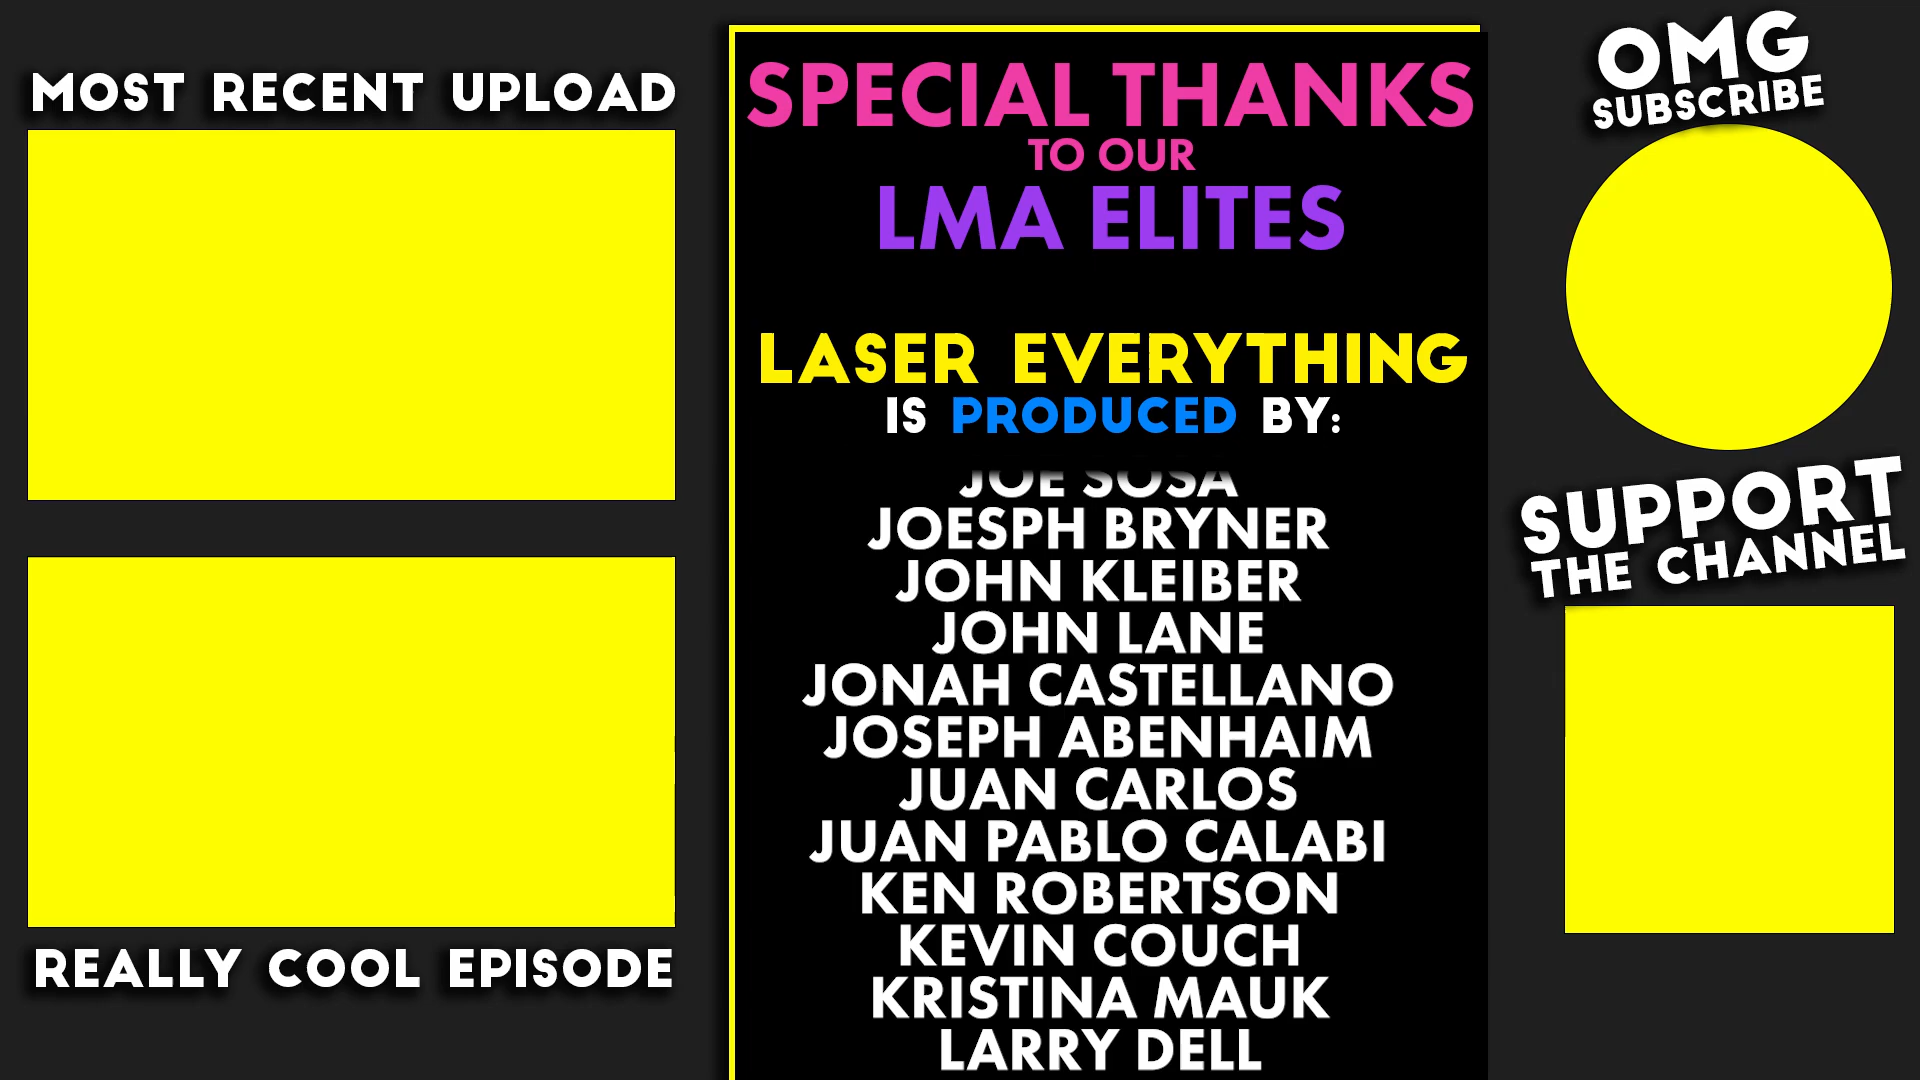 MOST RECENT UPLOAD
REALLY COOL EPISODE
SPECIAL THANKS
TO OUR
LMA ELITES
LASER EVERYTHING
IS PRODUCED BY:
JOE SOSA
JOESPH BRYNER
JOHN KLEIBER
JOHN LANE
JONAH CASTELLANO
JOSEPH ABENHAIM
JUAN CARLOS
JUAN PABLO CALABI
KEN ROBERTSON
KEVIN COUCH
KRISTINA MAUK
LARRY DELL
OMG
SUBSCRIBE
SUPPORT
THE CHANNEL